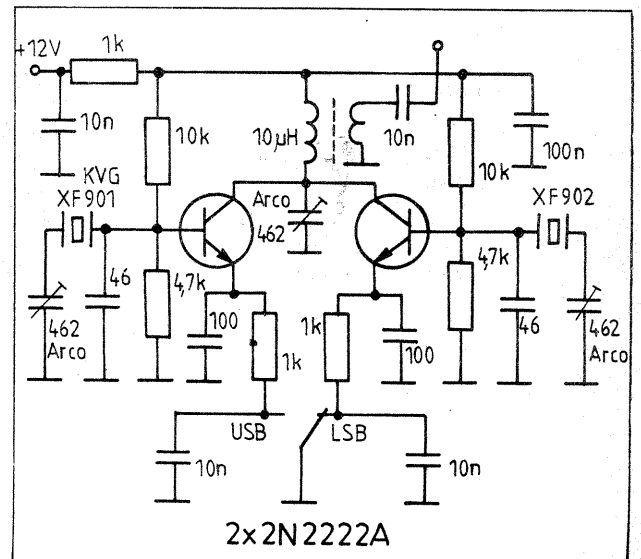 +12V
1k
10n
10k
10µH
10n
10k
100n
KVG
XF901
Arco
462
XF902
46
4,7k
4,7k
46
462
Arco
100
1k
1k
100
462
Arco
USB
LSB
10n
10n
2x2N2222A